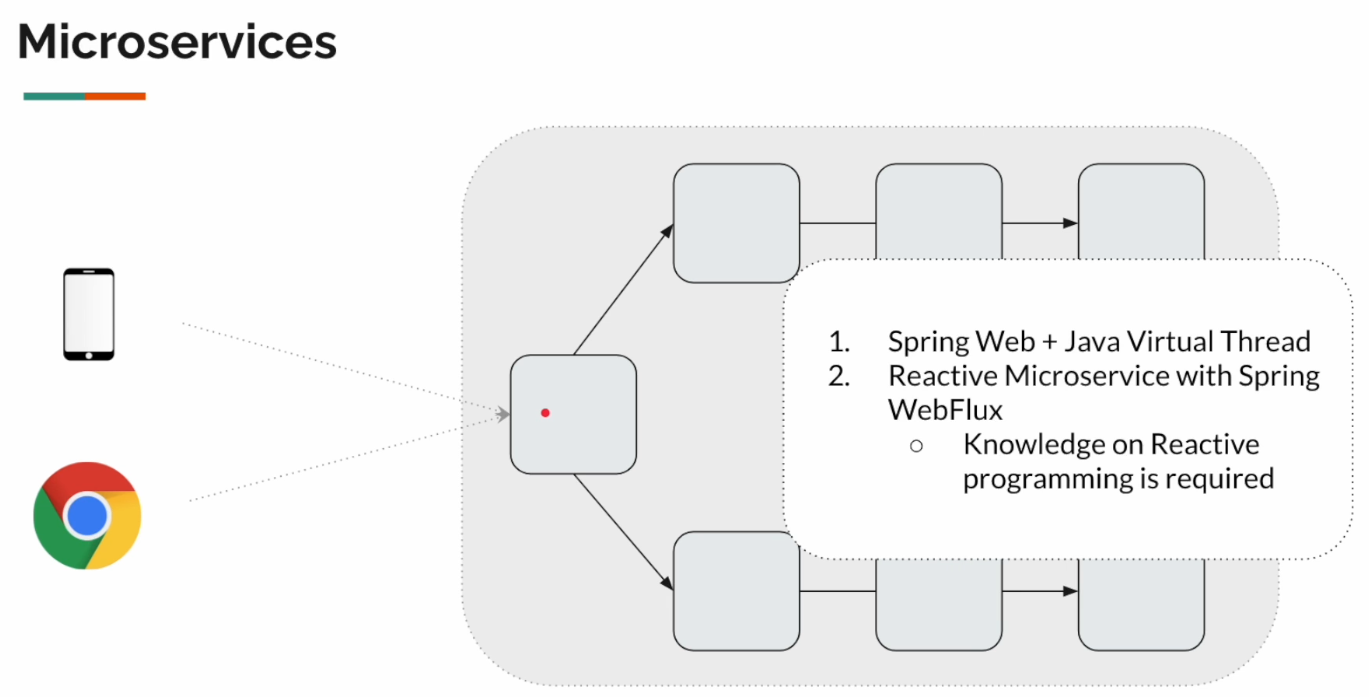 Microservices
1. Spring Web + Java Virtual Thread
2. Reactive Microservice with Spring
WebFlux
○ Knowledge on Reactive
programming is required